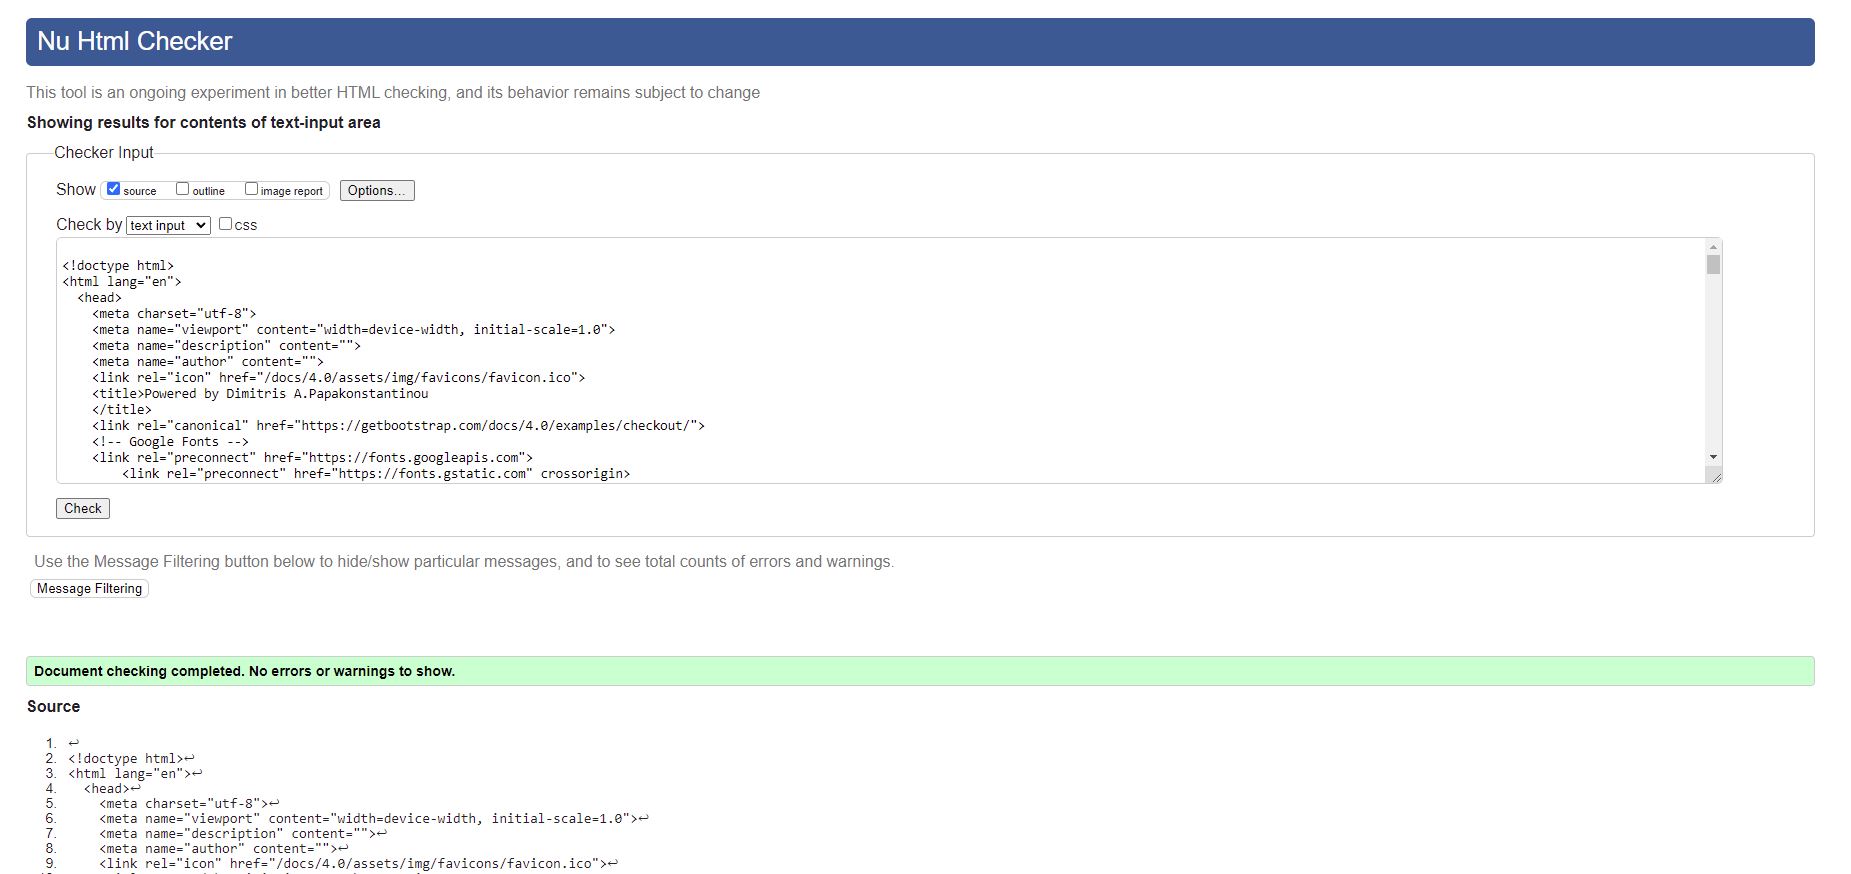 Nu Html Checker
This tool is an ongoing experiment in better HTML checking, and its behavior remains subject to change
Showing results for contents of text-input area
Checker Input
Show source outline image report Options...
Check by text input css
<!doctype html>
<html lang="en">
<head>
<meta charset="utf-8">
<meta name="viewport" content="width=device-width, initial-scale=1.0">
<meta name="description" content="">
<meta name="author" content="">
<link rel="icon" href="/docs/4.0/assets/img/favicons/favicon.ico">
<title>Powered by Dimitris A.Papakonstantinou
</title>
<link rel="canonical" href="https://getbootstrap.com/docs/4.0/examples/checkout/">
<!-- Google Fonts -->
<link rel="preconnect" href="https://fonts.googleapis.com">
<link rel="preconnect" href="https://fonts.gstatic.com" crossorigin>
Check
Use the Message Filtering button below to hide/show particular messages, and to see total counts of errors and warnings.
Message Filtering
Document checking completed. No errors or warnings to show.
Source
1. ↩
2. <!doctype html>↩
3. <html lang="en">↩
4. <head>↩
5. <meta charset="utf-8">↩
6. <meta name="viewport" content="width=device-width, initial-scale=1.0">↩
7. <meta name="description" content="">↩
8. <meta name="author" content="">↩
9. <link rel="icon" href="/docs/4.0/assets/img/favicons/favicon.ico">↩